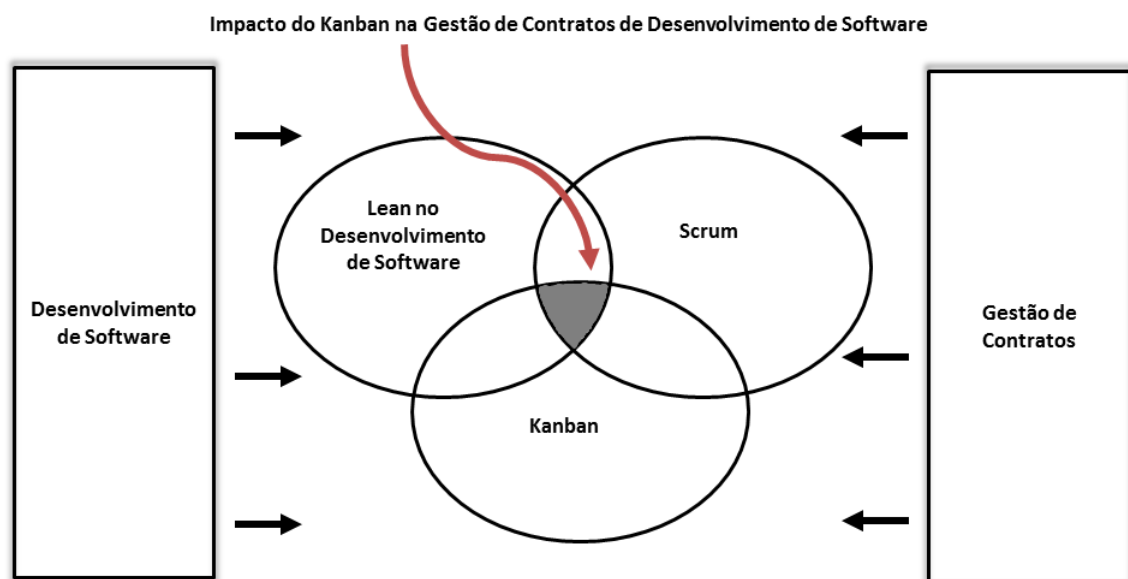 Impacto do Kanban na Gestão de Contratos de Desenvolvimento de Software
Lean no
Desenvolvimento
de Software
Scrum
Desenvolvimento
de Software
Gestão de
Contratos
Kanban